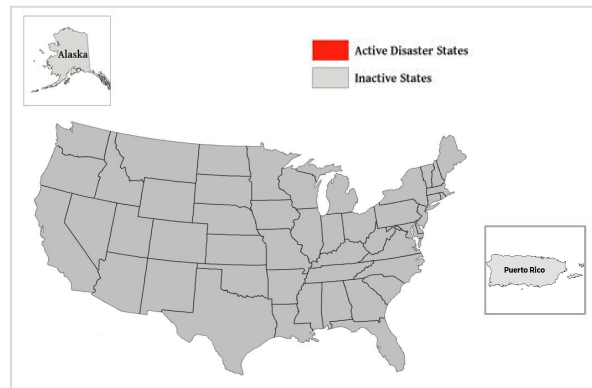 Alaska
Active Disaster States
Inactive States
Puerto Rico